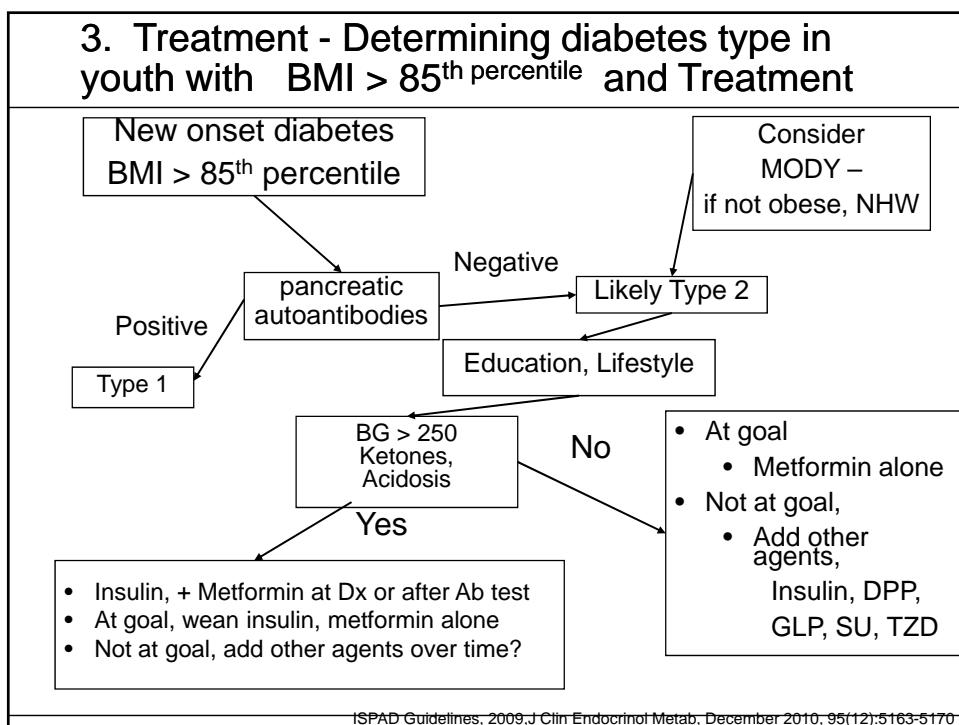 3. Treatment - Determining diabetes type in
youth with BMI > 85th percentile and Treatment
New onset diabetes
BMI > 85th percentile
Consider
MODY –
if not obese, NHW
Negative
pancreatic
autoantibodies
Likely Type 2
Positive
Type 1
Education, Lifestyle
BG > 250
Ketones,
Acidosis
No
Yes
• At goal
• Metformin alone
• Not at goal,
• Add other
agents,
Insulin, DPP,
GLP, SU, TZD
• Insulin, + Metformin at Dx or after Ab test
• At goal, wean insulin, metformin alone
• Not at goal, add other agents over time?
ISPAD Guidelines, 2009,J Clin Endocrinol Metab, December 2010, 95(12):5163-5170